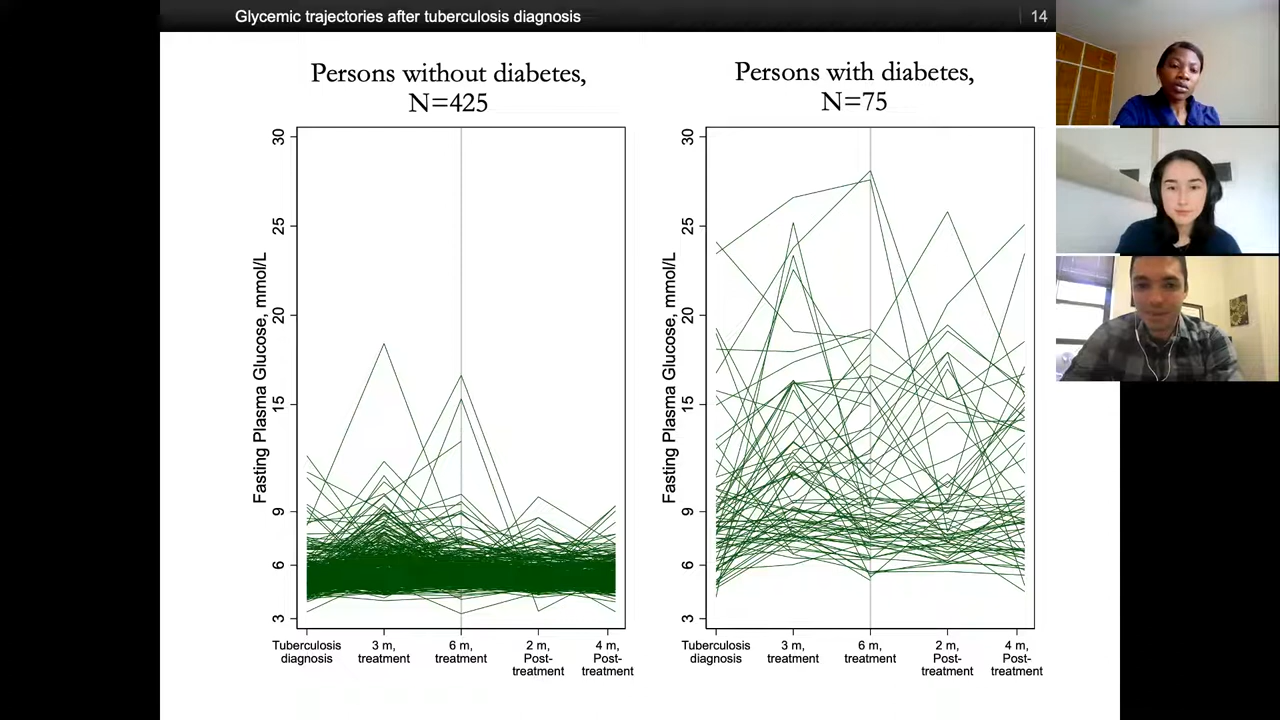 Glycemic trajectories after tuberculosis diagnosis
14
Persons without diabetes,
N=425
Fasting Plasma Glucose, mmol/L
30
25
20
15
9
6
3
Tuberculosis
diagnosis
3 m,
treatment
6 m,
treatment
2 m,
Post-
treatment
4 m,
Post-
treatment
Persons with diabetes,
N=75
Fasting Plasma Glucose, mmol/L
30
25
20
15
9
6
3
Tuberculosis
diagnosis
3 m,
treatment
6 m,
treatment
2 m,
Post-
treatment
4 m,
Post-
treatment